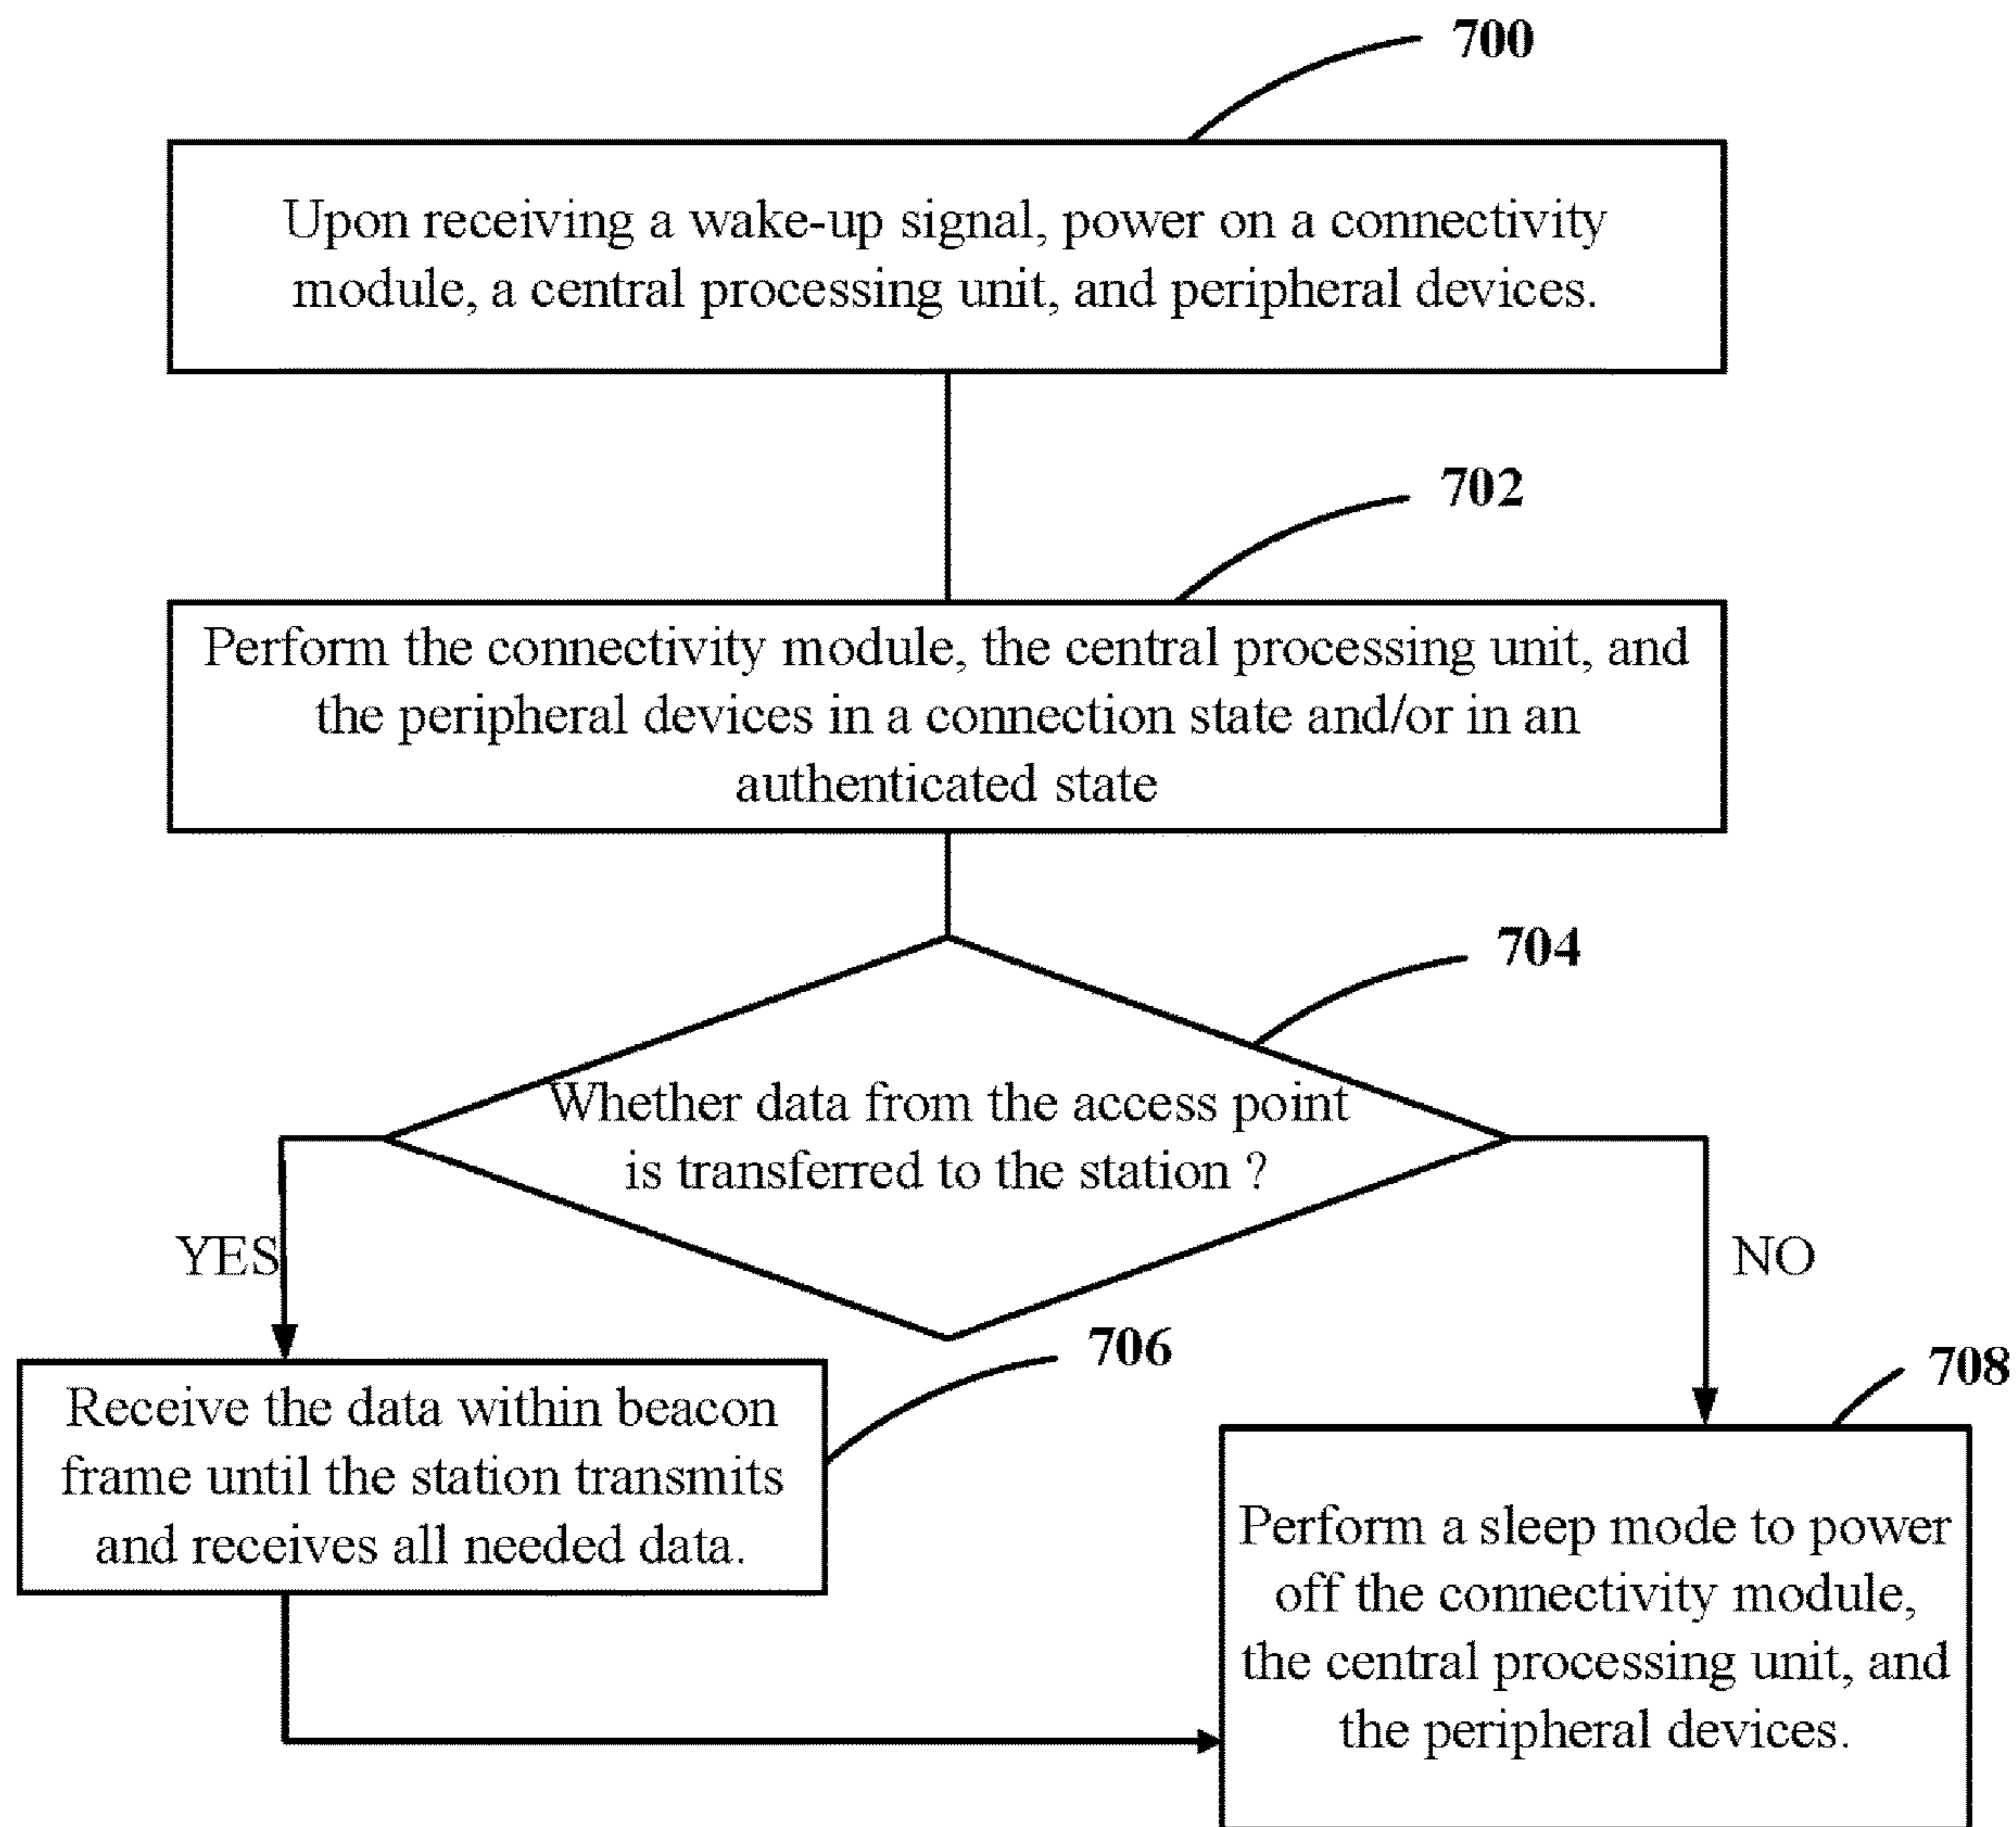 700
Upon receiving a wake-up signal, power on a connectivity
module, a central processing unit, and peripheral devices.
702
Perform the connectivity module, the central processing unit, and
the peripheral devices in a connection state and/or in an
authenticated state
704
Whether data from the access point
is transferred to the station ?
YES
NO
706
Receive the data within beacon
frame until the station transmits
and receives all needed data.
708
Perform a sleep mode to power
off the connectivity module,
the central processing unit, and
the peripheral devices.